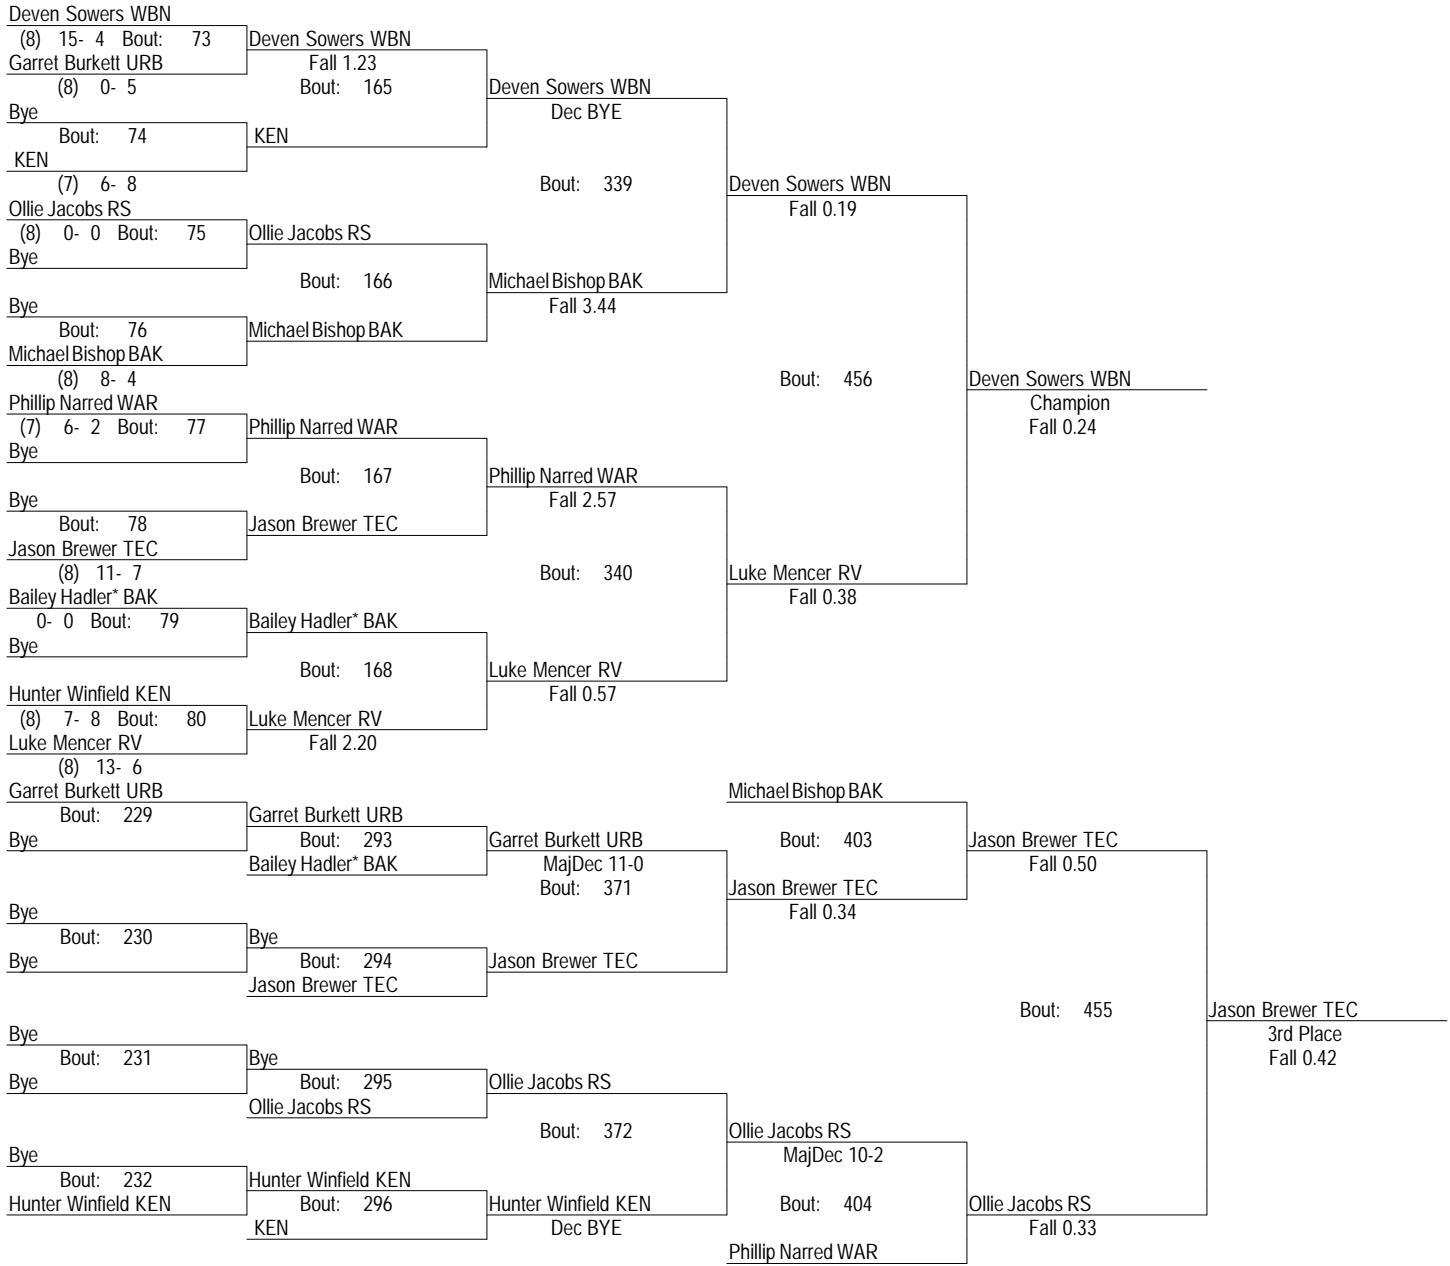 Deven Sowers WBN
(8) 15- 4 Bout: 73 Deven Sowers WBN
Garret Burkett URB Fall 1.23
(8) 0- 5 Bout: 165 Deven Sowers WBN
Bye Dec BYE
Bout: 74 KEN
KEN
(7) 6- 8 Bout: 339 Deven Sowers WBN
Ollie Jacobs RS Fall 0.19
(8) 0- 0 Bout: 75 Ollie Jacobs RS
Bye
Bout: 166 Michael Bishop BAK
Bye Fall 3.44
Bout: 76 Michael Bishop BAK
Michael Bishop BAK
(8) 8- 4 Bout: 456 Deven Sowers WBN
Phillip Narred WAR Champion
(7) 6- 2 Bout: 77 Phillip Narred WAR Fall 0.24
Bye
Bout: 167 Phillip Narred WAR
Bye Fall 2.57
Bout: 78 Jason Brewer TEC
Jason Brewer TEC
(8) 11- 7 Bout: 340 Luke Mencer RV
Bailey Hadler* BAK Fall 0.38
0- 0 Bout: 79 Bailey Hadler* BAK
Bye
Bout: 168 Luke Mencer RV
Hunter Winfield KEN Fall 0.57
(8) 7- 8 Bout: 80 Luke Mencer RV
Luke Mencer RV Fall 2.20
(8) 13- 6
Garret Burkett URB Michael Bishop BAK
Bout: 229 Garret Burkett URB
Bye Bout: 293 Garret Burkett URB Bout: 403 Jason Brewer TEC
Bailey Hadler* BAK MajDec 11-0 Fall 0.50
Bout: 371 Jason Brewer TEC
Bye Fall 0.34
Bout: 230 Bye
Bye Bout: 294 Jason Brewer TEC
Jason Brewer TEC
Bout: 455 Jason Brewer TEC
Bye 3rd Place
Bout: 231 Bye Fall 0.42
Bye Bout: 295 Ollie Jacobs RS
Ollie Jacobs RS
Bout: 372 Ollie Jacobs RS
Bye MajDec 10-2
Bout: 232 Hunter Winfield KEN
Hunter Winfield KEN Bout: 296 Hunter Winfield KEN Bout: 404 Ollie Jacobs RS
KEN Dec BYE Fall 0.33
Phillip Narred WAR